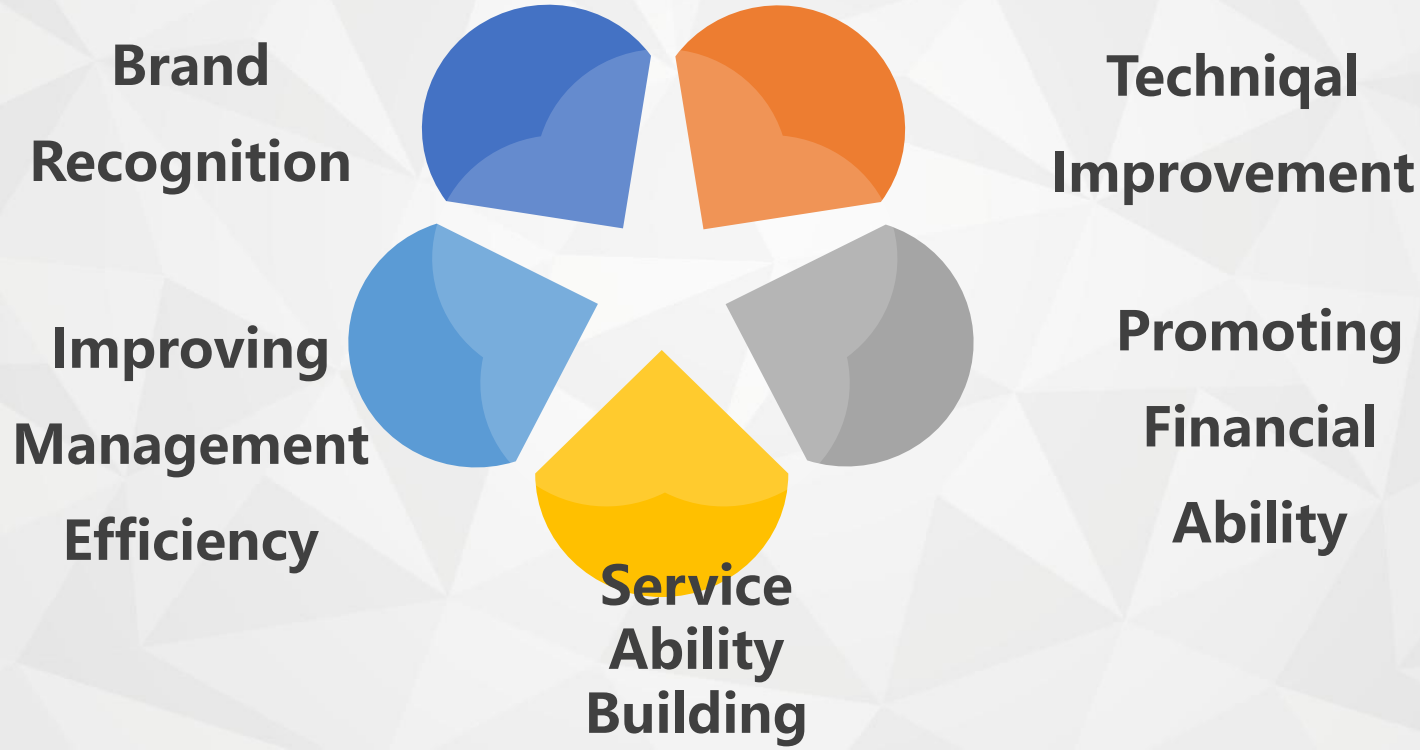 Brand
Recognition
Techniqal
Improvement
Improving
Management
Efficiency
Promoting
Financial
Ability
Service
Ability
Building